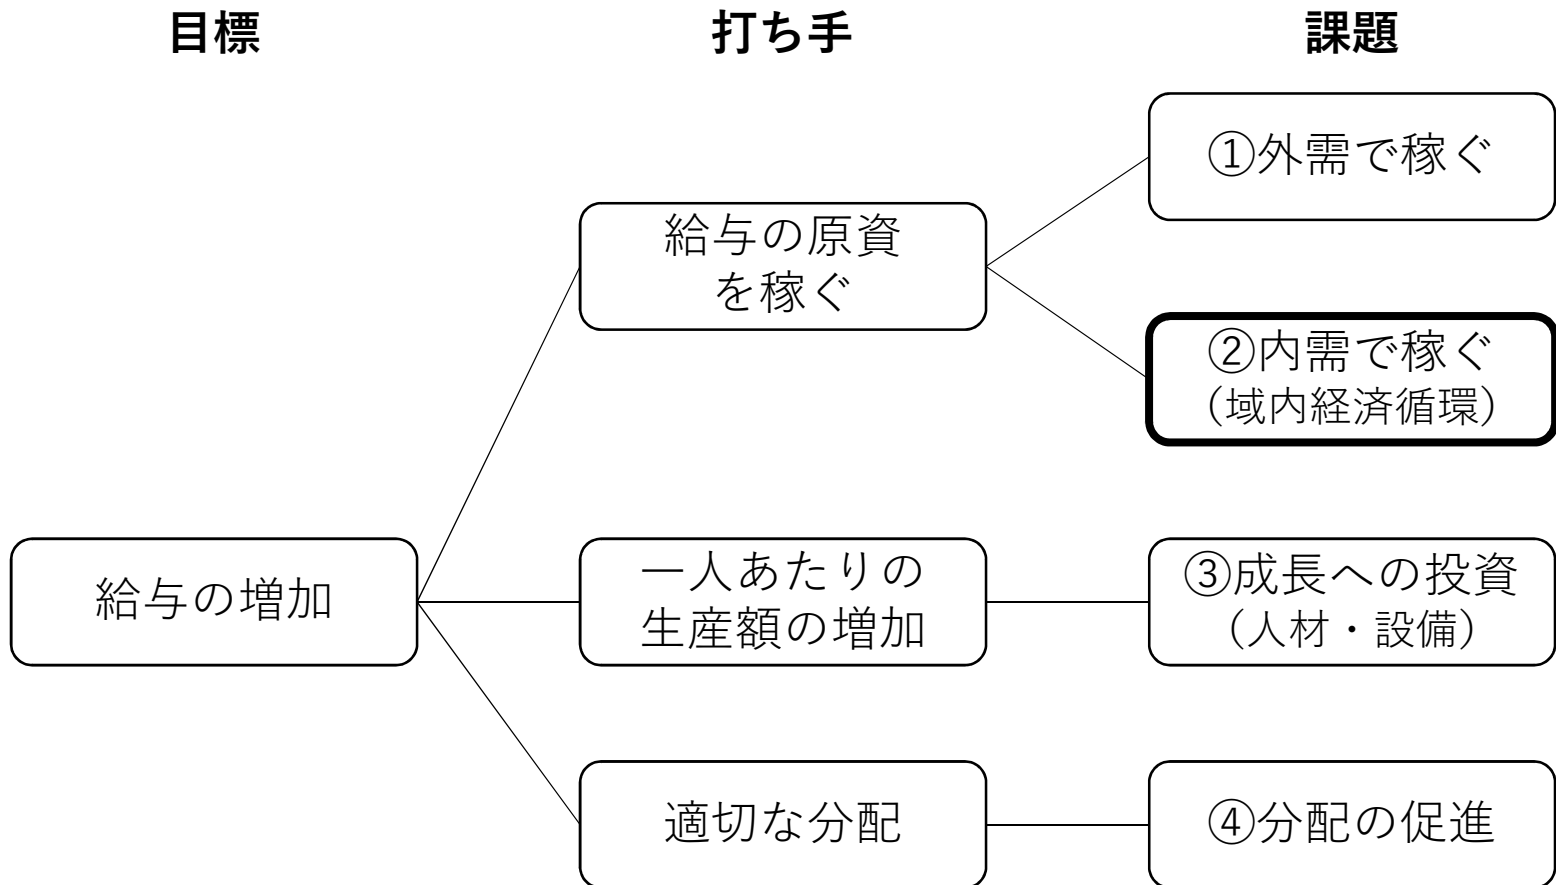 目標
打ち手
課題
給与の増加
給与の原資
を稼ぐ
①外需で稼ぐ
②内需で稼ぐ
（域内経済循環）
一人あたりの
生産額の増加
③成長への投資
（人材・設備）
適切な分配
④分配の促進